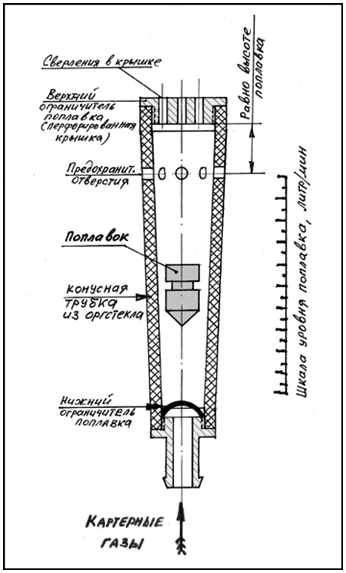 Сверления в крышке
Верхний
ограничитель
поплавка
(перфорированная
крышка)
Равно высоте
поплавка
Предохранит.
отверстия
Поплавок
конусная
трубка
из оргстекла
Шкала уровня поплавка, литр/мин
Нижний
ограничитель
поплавка
Картерные
газы